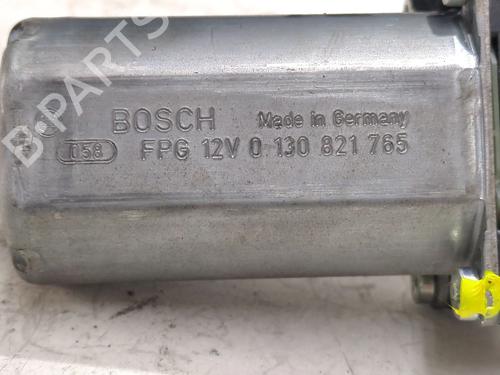 B-PARTS
BOSCH Made in Germany
058 FPG 12V 0 130 821 765